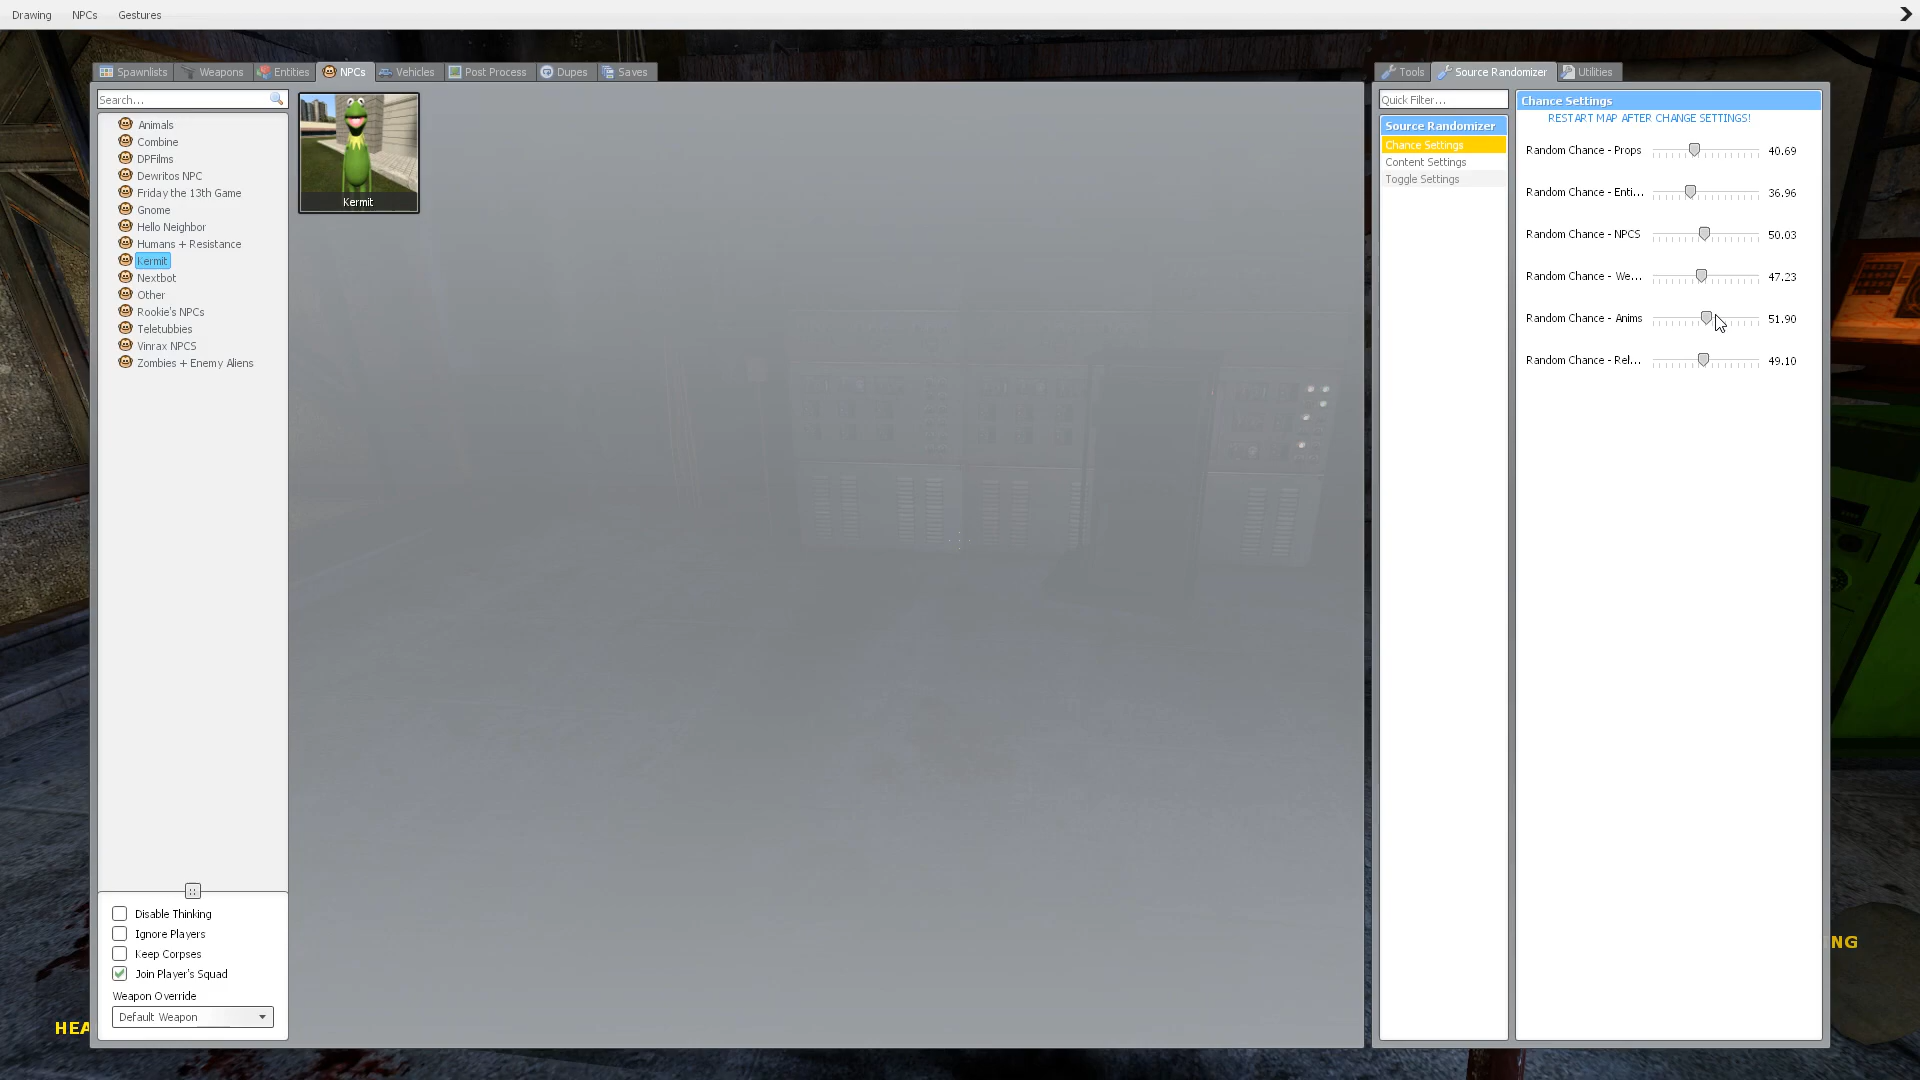 Drawing NPCs Gestures
Spawnlists Weapons Entities NPCs Vehicles Post Process Dupes Saves
Search...
Animals
Combine
DPFilms
Dewritos NPC
Friday the 13th Game
Gnome
Hello Neighbor
Humans + Resistance
Kermit
Nextbot
Other
Rookie's NPCs
Teletubbies
Vinrax NPCS
Zombies + Enemy Aliens
Kermit
Disable Thinking
Ignore Players
Keep Corpses
Join Player's Squad
Weapon Override
Default Weapon
HEA
Tools Source Randomizer Utilities
Quick Filter...
Source Randomizer
Chance Settings
Content Settings
Toggle Settings
Chance Settings
RESTART MAP AFTER CHANGE SETTINGS!
Random Chance - Props 40.69
Random Chance - Enti... 36.96
Random Chance - NPCS 50.03
Random Chance - We... 47.23
Random Chance - Anims 51.90
Random Chance - Rel... 49.10
NG